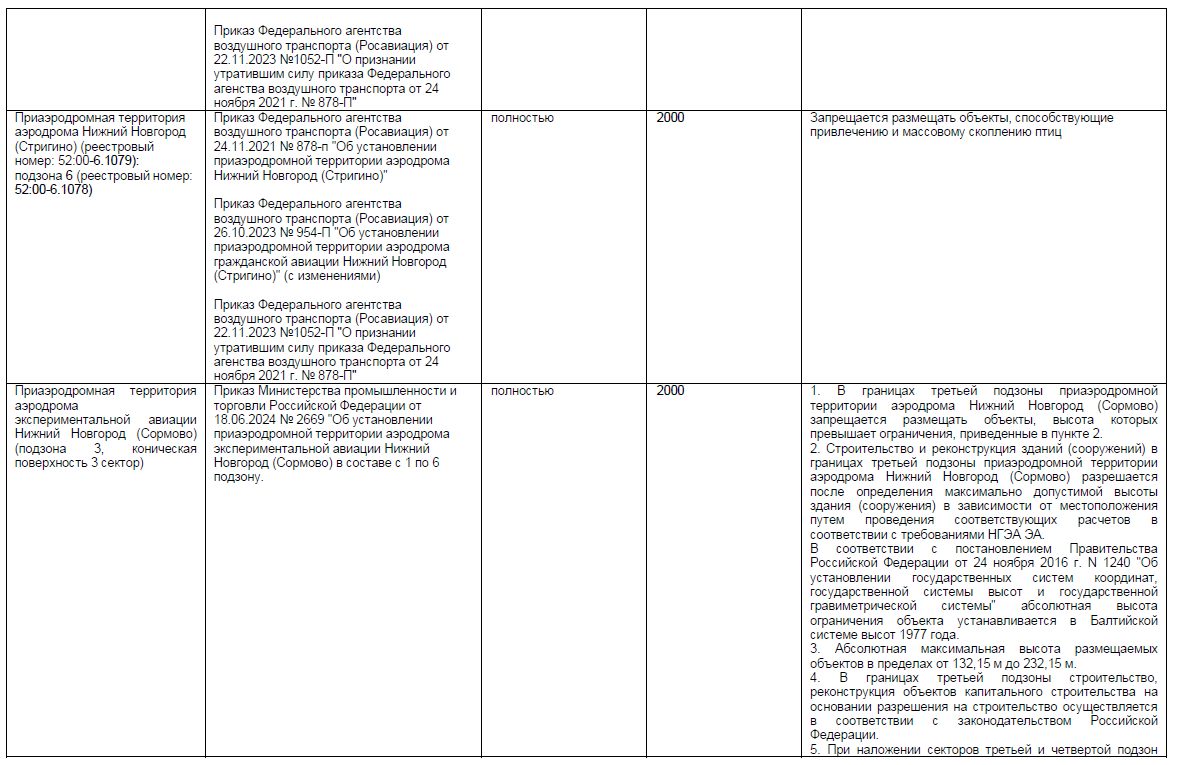 Приказ Федерального агентства
воздушного транспорта (Росавиация) от
22.11.2023 №1052-П "О признании
утратившим силу приказа Федерального
агенства воздушного транспорта от 24
ноября 2021 г. № 878-П"
Приаэродромная территория
аэродрома Нижний Новгород
(Стригино) (реестровый
номер: 52:00-6.1079):
подзона 6 (реестровый номер:
52:00-6.1078)
Приказ Федерального агентства
воздушного транспорта (Росавиация) от
24.11.2021 № 878-п "Об установлении
приаэродромной территории аэродрома
Нижний Новгород (Стригино)"
Приказ Федерального агентства
воздушного транспорта (Росавиация) от
26.10.2023 № 954-П "Об установлении
приаэродромной территории аэродрома
гражданской авиации Нижний Новгород
(Стригино)" (с изменениями)
Приказ Федерального агентства
воздушного транспорта (Росавиация) от
22.11.2023 №1052-П "О признании
утратившим силу приказа Федерального
агенства воздушного транспорта от 24
ноября 2021 г. № 878-П"
полностью
2000
Запрещается размещать объекты, способствующие
привлечению и массовому скоплению птиц
Приаэродромная территория
аэродрома
экспериментальной авиации
Нижний Новгород (Сормово)
(подзона 3, коническая
поверхность 3 сектор)
Приказ Министерства промышленности и
торговли Российской Федерации от
18.06.2024 № 2669 "Об установлении
приаэродромной территории аэродрома
экспериментальной авиации Нижний
Новгород (Сормово) в составе с 1 по 6
подзону.
полностью
2000
1. В границах третьей подзоны приаэродромной
территории аэродрома Нижний Новгород (Сормово)
запрещается размещать объекты, высота которых
превышает ограничения, приведенные в пункте 2.
2. Строительство и реконструкция зданий (сооружений) в
границах третьей подзоны приаэродромной территории
аэродрома Нижний Новгород (Сормово) разрешается
после определения максимально допустимой высоты
здания (сооружения) в зависимости от местоположения
путем проведения соответствующих расчетов в
соответствии с требованиями НГЭА ЭА.
В соответствии с постановлением Правительства
Российской Федерации от 24 ноября 2016 г. N 1240 "Об
установлении государственных систем координат,
государственной системы высот и государственной
гравиметрической системы" абсолютная высота
ограничения объекта устанавливается в Балтийской
системе высот 1977 года.
3. Абсолютная максимальная высота размещаемых
объектов в пределах от 132,15 м до 232,15 м.
4. В границах третьей подзоны строительство,
реконструкция объектов капитального строительства на
основании разрешения на строительство осуществляется
в соответствии с законодательством Российской
Федерации.
5. При наложении секторов третьей и четвертой подзон